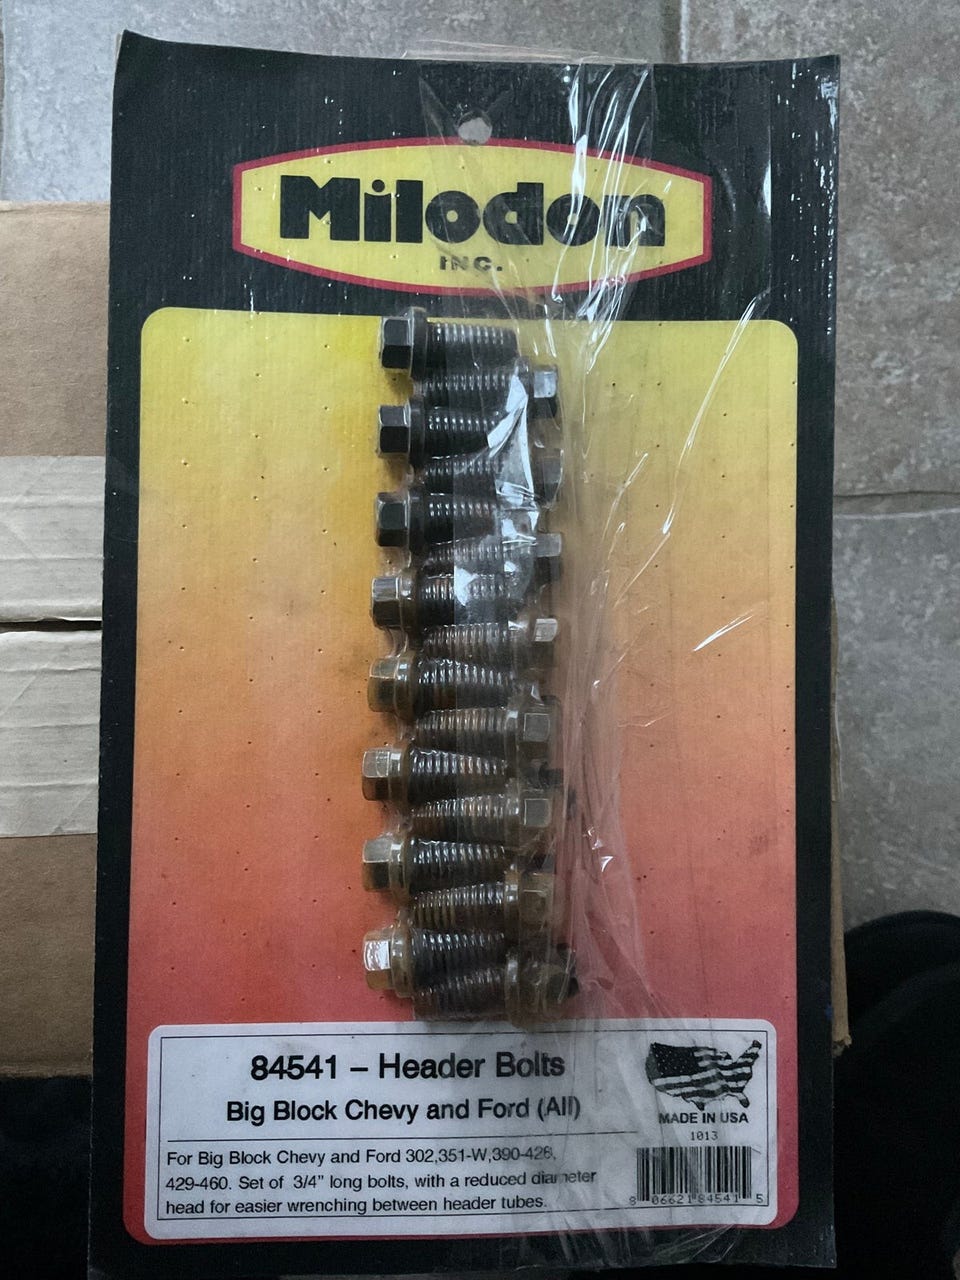 Milodon
INC.
84541 – Header Bolts
Big Block Chevy and Ford (All)
MADE IN USA
1013
For Big Block Chevy and Ford 302,351-W,390-428,
429-460. Set of 3/4" long bolts, with a reduced diameter
head for easier wrenching between header tubes.
8 06621 84541 5